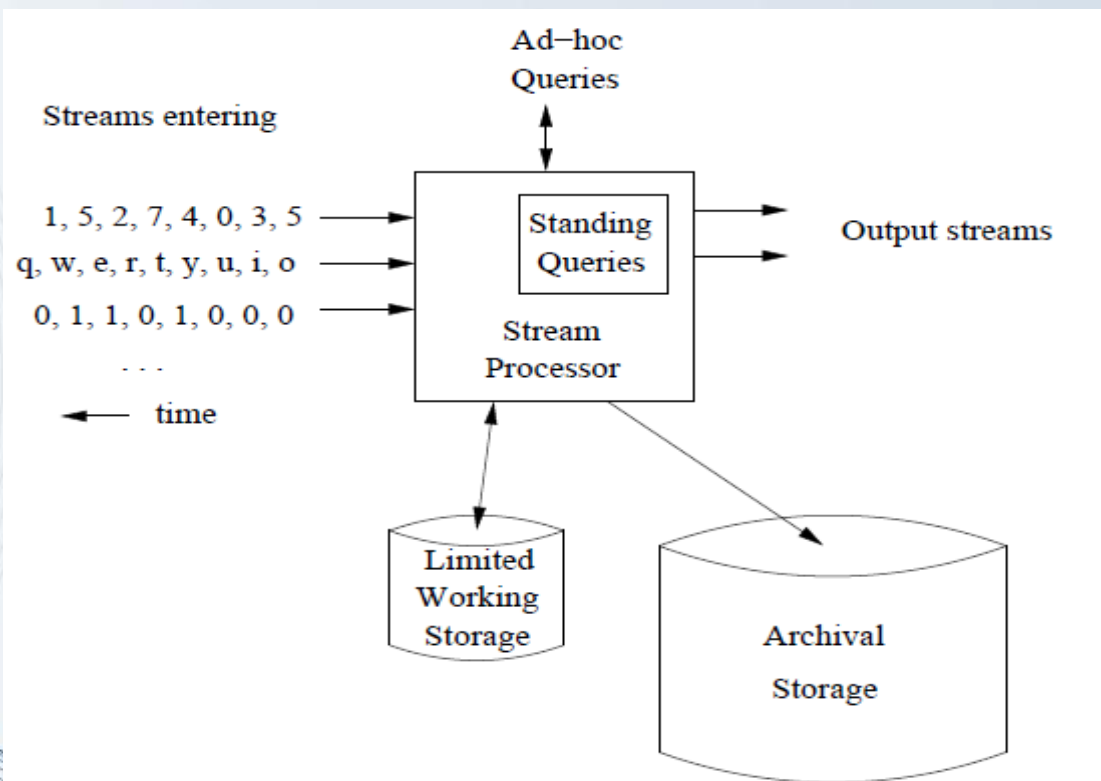 Ad-hoc
Queries
Streams entering
1, 5, 2, 7, 4, 0, 3, 5
q, w, e, r, t, y, u, i, o
0, 1, 1, 0, 1, 0, 0, 0
. . .
time
Standing
Queries
Stream
Processor
Output streams
Limited
Working
Storage
Archival
Storage